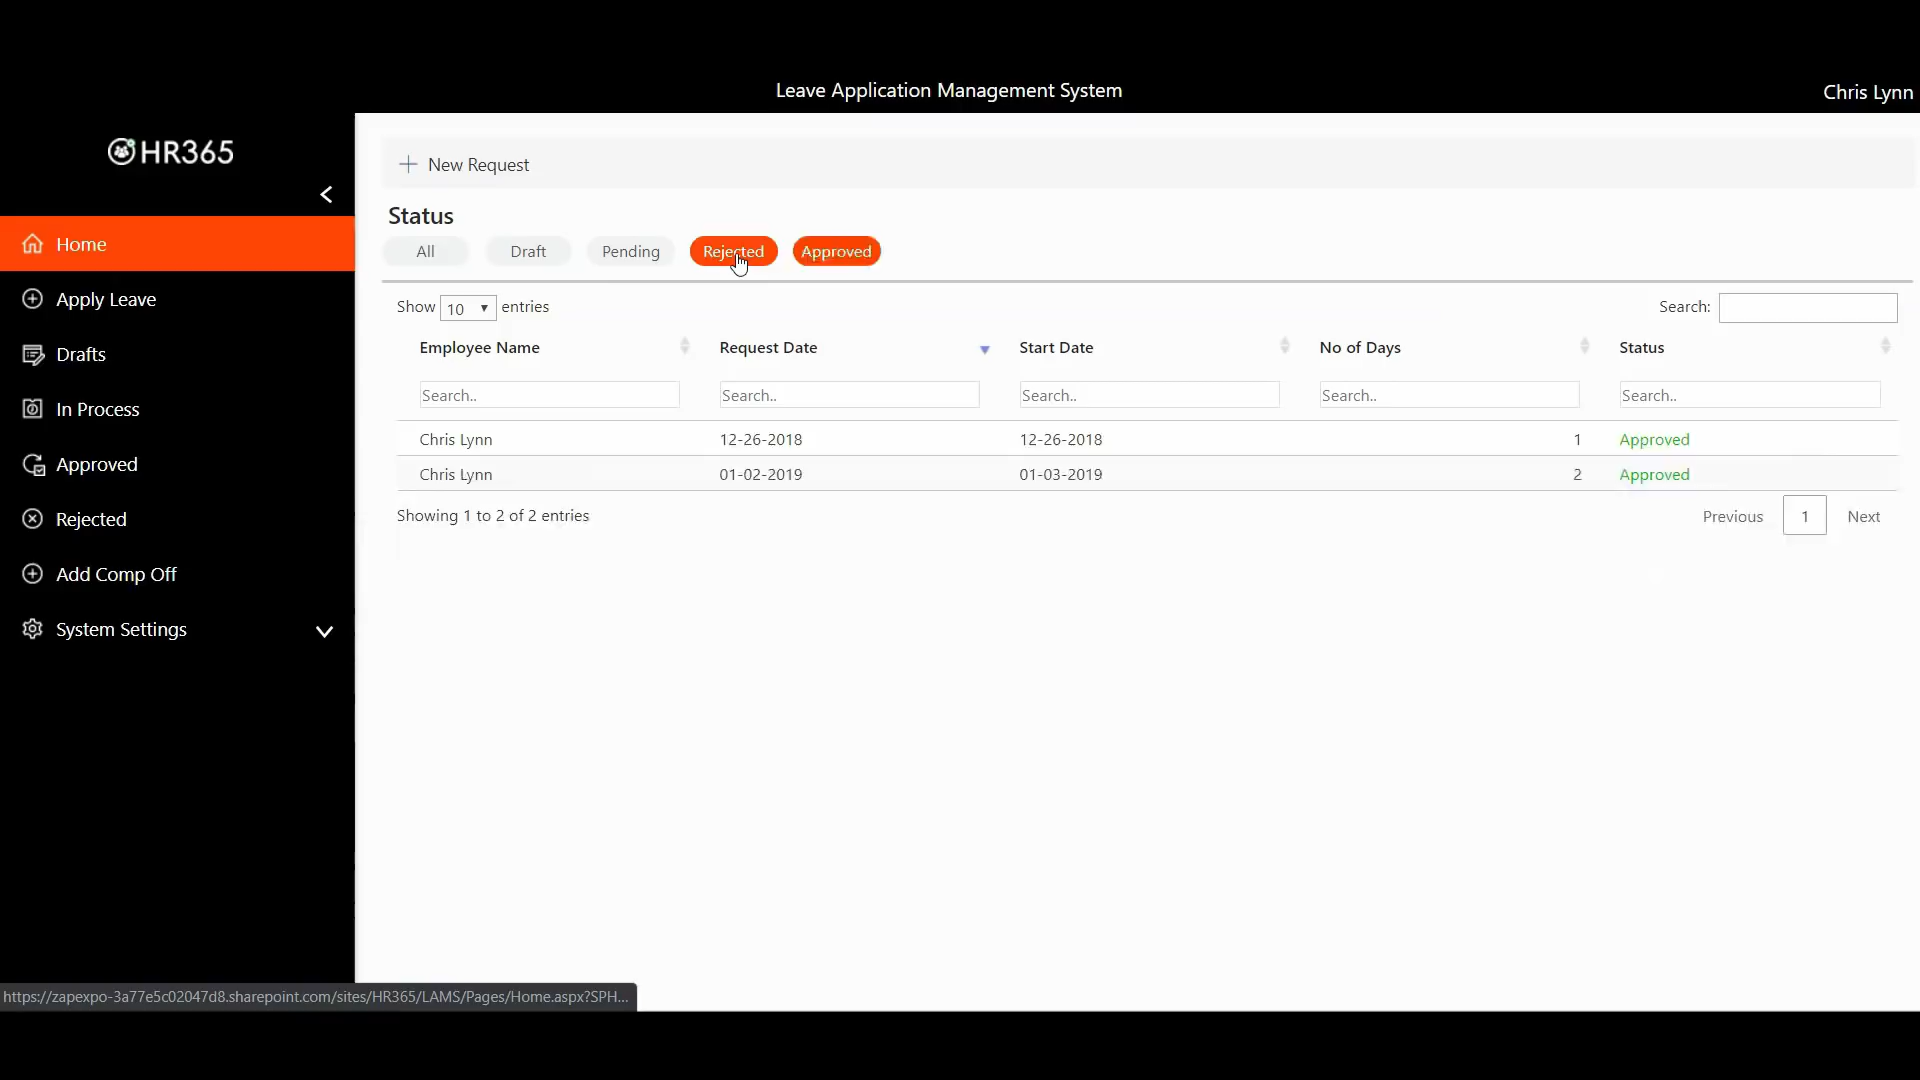 Leave Application Management System
Chris Lynn
HR365
Home
Apply Leave
Drafts
In Process
Approved
Rejected
Add Comp Off
System Settings
New Request
Status
All Draft Pending Rejected Approved
Show 10 entries
Search:
Employee Name Request Date Start Date No of Days Status
Search.. Search.. Search.. Search.. Search..
Chris Lynn 12-26-2018 12-26-2018 1 Approved
Chris Lynn 01-02-2019 01-03-2019 2 Approved
Showing 1 to 2 of 2 entries
Previous 1 Next
https://zapexpo-3a77e5c02047d8.sharepoint.com/sites/HR365/LAMS/Pages/Home.aspx?SPH...